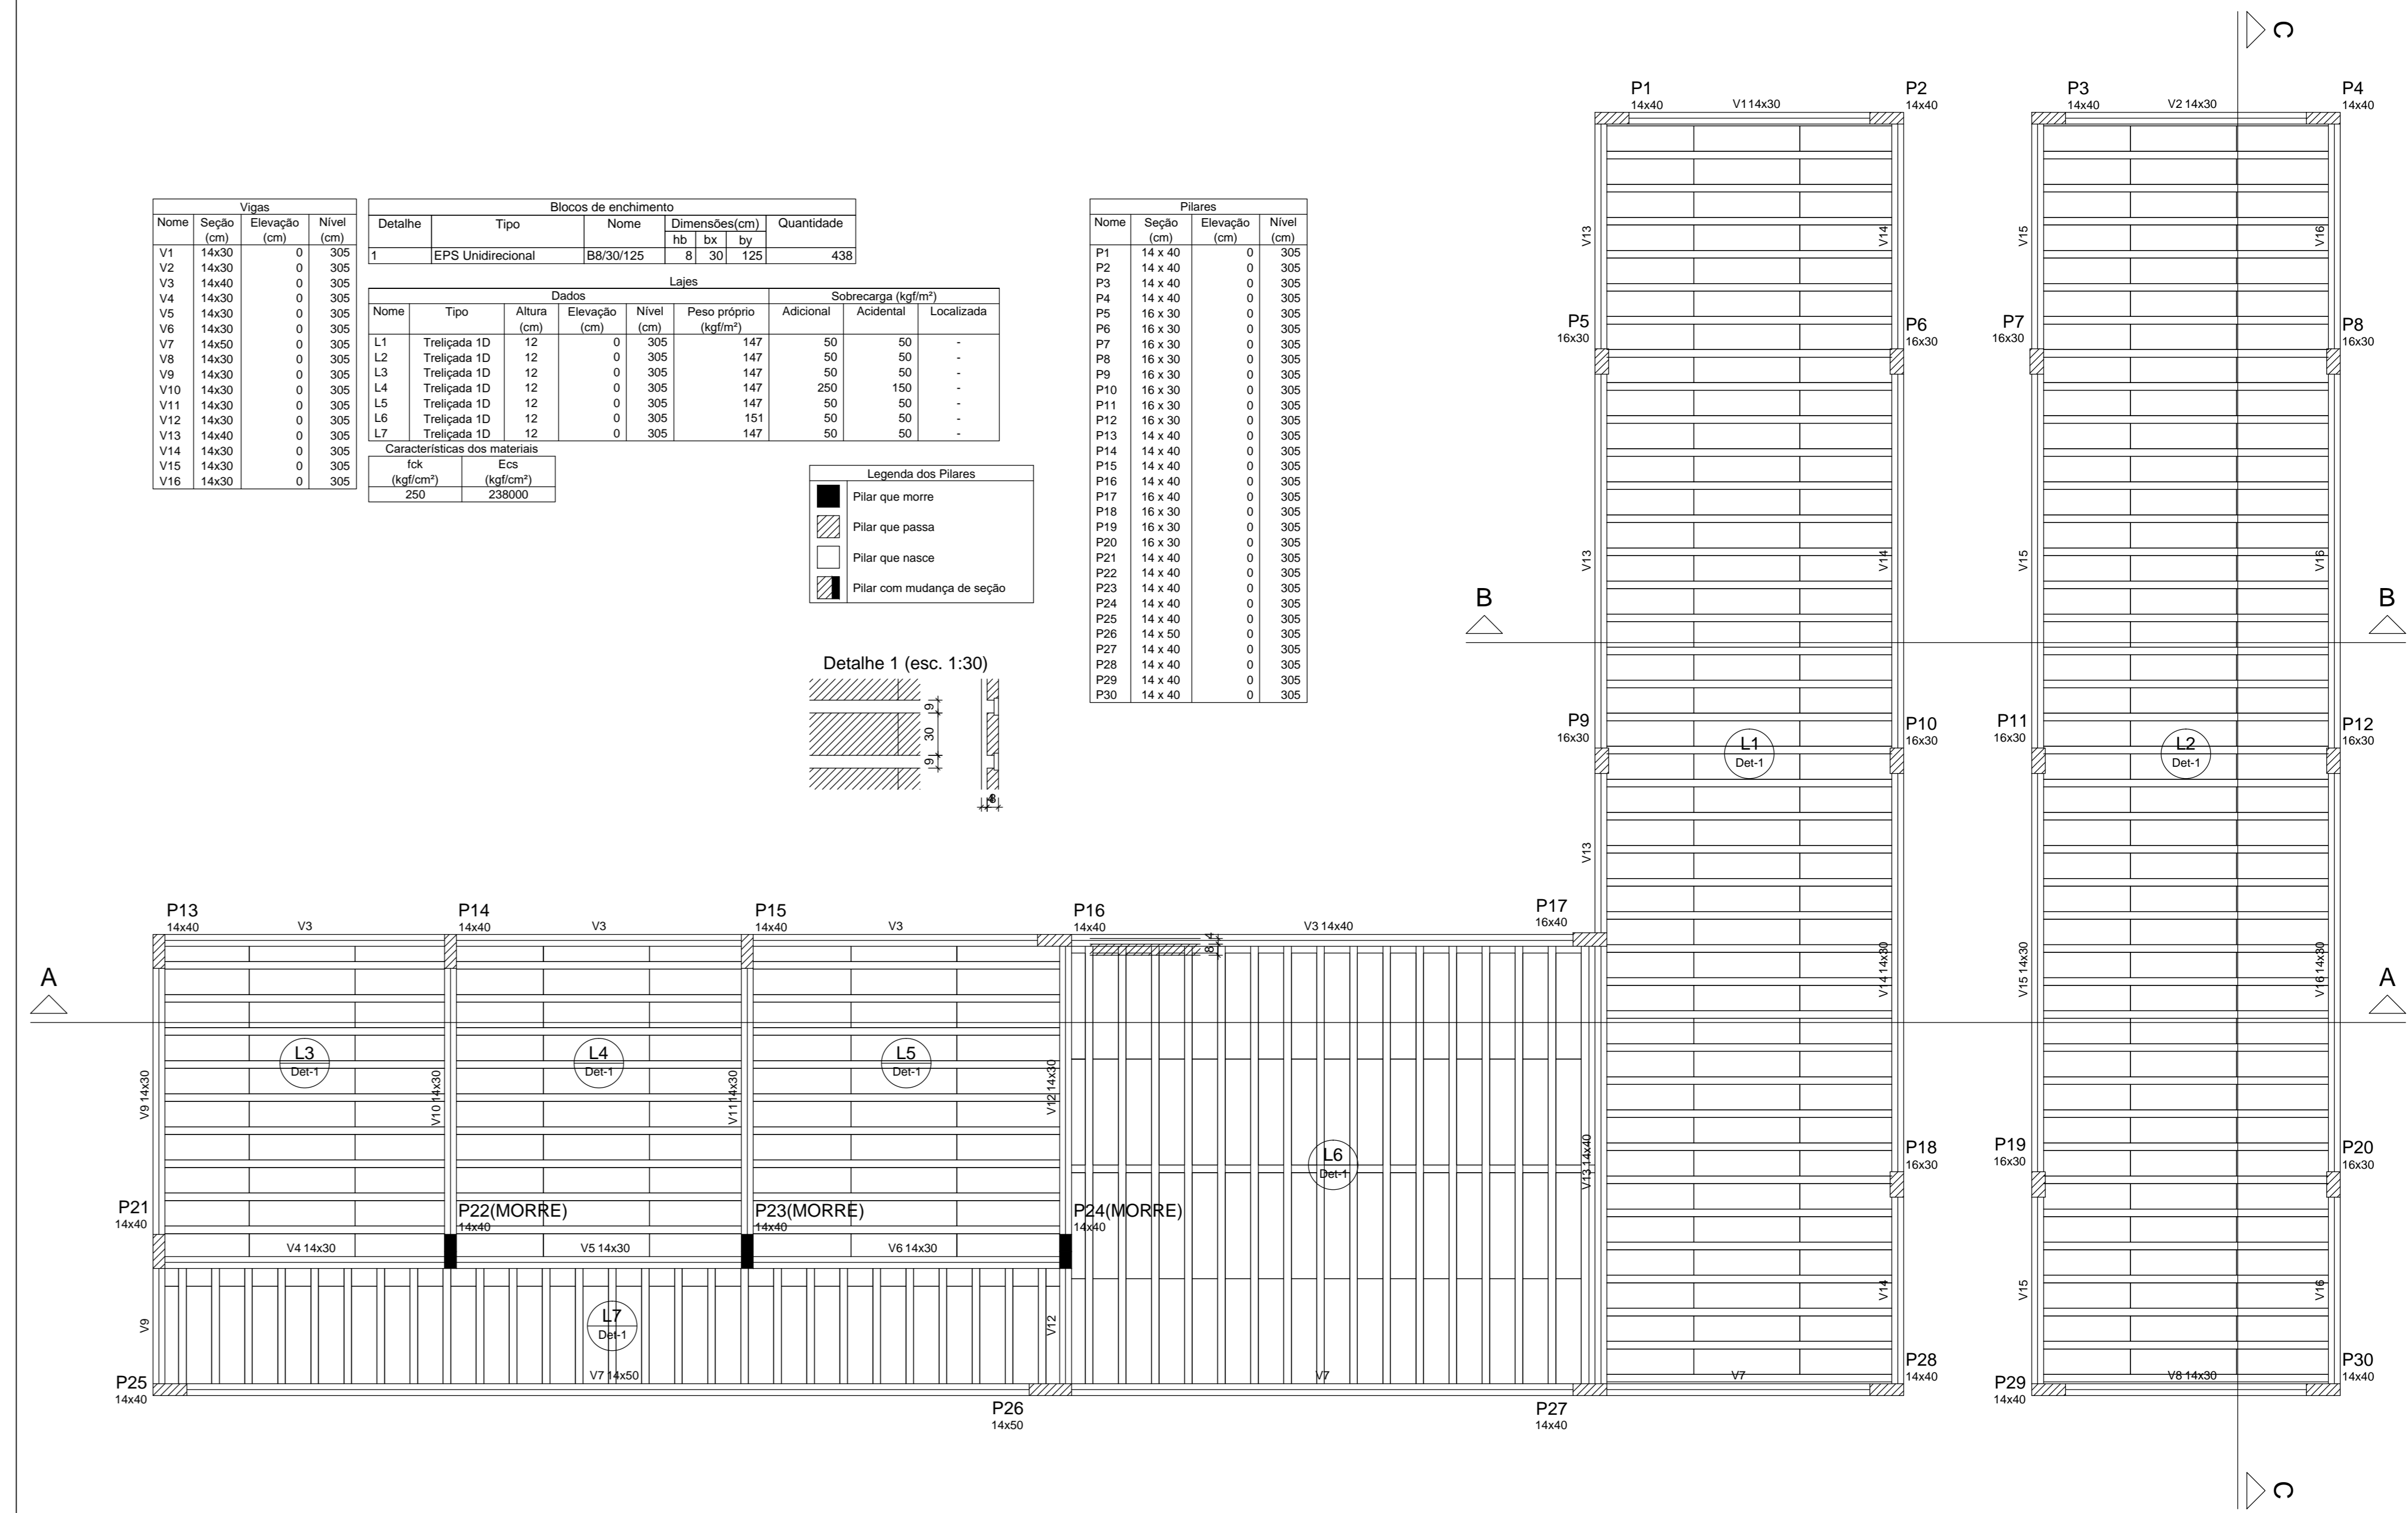 C
P1
14x40
V1 14x30
P2
14x40
P3
14x40
V2 14x30
P4
14x40
Vigas
Nome Seção (cm) Elevação (cm) Nível (cm)
V1 14x30 0 305
V2 14x30 0 305
V3 14x40 0 305
V4 14x30 0 305
V5 14x30 0 305
V6 14x30 0 305
V7 14x50 0 305
V8 14x30 0 305
V9 14x30 0 305
V10 14x30 0 305
V11 14x30 0 305
V12 14x30 0 305
V13 14x40 0 305
V14 14x30 0 305
V15 14x30 0 305
V16 14x30 0 305
Blocos de enchimento
Detalhe Tipo Nome Dimensões(cm) Quantidade
hb bx by
1 EPS Unidirecional B8/30/125 8 30 125 438
Lajes
Dados Sobrecarga (kgf/m²)
Nome Tipo Altura (cm) Elevação (cm) Nível (cm) Peso próprio (kgf/m²) Adicional Acidental Localizada
L1 Treliçada 1D 12 0 305 147 50 50 -
L2 Treliçada 1D 12 0 305 147 50 50 -
L3 Treliçada 1D 12 0 305 147 50 50 -
L4 Treliçada 1D 12 0 305 147 250 150 -
L5 Treliçada 1D 12 0 305 147 50 50 -
L6 Treliçada 1D 12 0 305 151 50 50 -
L7 Treliçada 1D 12 0 305 147 50 50 -
Características dos materiais
fck (kgf/cm²) Ecs (kgf/cm²)
250 238000
Legenda dos Pilares
Pilar que morre
Pilar que passa
Pilar que nasce
Pilar com mudança de seção
Pilares
Nome Seção (cm) Elevação (cm) Nível (cm)
P1 14 x 40 0 305
P2 14 x 40 0 305
P3 14 x 40 0 305
P4 14 x 40 0 305
P5 16 x 30 0 305
P6 16 x 30 0 305
P7 16 x 30 0 305
P8 16 x 30 0 305
P9 16 x 30 0 305
P10 16 x 30 0 305
P11 16 x 30 0 305
P12 16 x 30 0 305
P13 14 x 40 0 305
P14 14 x 40 0 305
P15 14 x 40 0 305
P16 14 x 40 0 305
P17 16 x 40 0 305
P18 16 x 30 0 305
P19 16 x 30 0 305
P20 16 x 30 0 305
P21 14 x 40 0 305
P22 14 x 40 0 305
P23 14 x 40 0 305
P24 14 x 40 0 305
P25 14 x 40 0 305
P26 14 x 50 0 305
P27 14 x 40 0 305
P28 14 x 40 0 305
P29 14 x 40 0 305
P30 14 x 40 0 305
V13
V14
V15
V16
P5
16x30
P6
16x30
P7
16x30
P8
16x30
V13
V14
V15
V16
B
B
Detalhe 1 (esc. 1:30)
9
30
9
4
8
P9
16x30
L1
Det-1
P10
16x30
P11
16x30
L2
Det-1
P12
16x30
V13
P13
14x40
V3
P14
14x40
V3
P15
14x40
V3
P16
14x40
V3 14x40
P17
16x40
4
8
V14 14x30
V15 14x30
V16 14x30
A
A
L3
Det-1
L4
Det-1
L5
Det-1
V9 14x30
V10 14x30
V11 14x30
V12 14x30
L6
Det-1
V13 14x40
P18
16x30
P19
16x30
P20
16x30
P21
14x40
P22(MORRE)
14x40
P23(MORRE)
14x40
P24(MORRE)
14x40
V4 14x30
V5 14x30
V6 14x30
V14
V15
V16
V9
L7
Det-1
V12
V7 14x50
V7
V7
V8 14x30
P25
14x40
P26
14x50
P27
14x40
P28
14x40
P29
14x40
P30
14x40
C